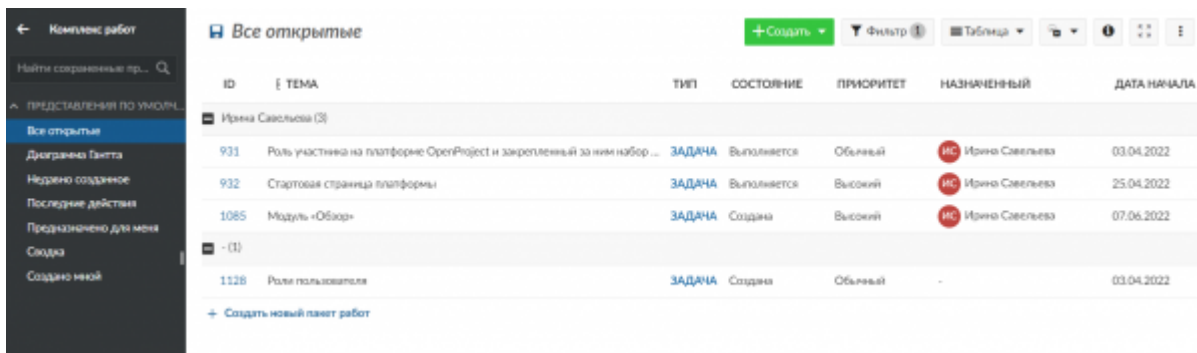 Комплекс работ
Все открытые
Создать
Фильтр 1
Таблица
Найти сохраненные пр...
ID ТЕМА ТИП СОСТОЯНИЕ ПРИОРИТЕТ НАЗНАЧЕННЫЙ ДАТА НАЧАЛА
ПРЕДСТАВЛЕНИЯ ПО УМОЛЧ...
Все открытые
Диаграмма Гантта
Недавно созданное
Последние действия
Предназначено для меня
Сводка
Создано мной
Ирина Савельева (3)
931 Роль участника на платформе OpenProject и закрепленный за ним набор ... ЗАДАЧА Выполняется Обычный ИС Ирина Савельева 03.04.2022
932 Стартовая страница платформы ЗАДАЧА Выполняется Высокий ИС Ирина Савельева 25.04.2022
1085 Модуль «Обзор» ЗАДАЧА Создана Высокий ИС Ирина Савельева 07.06.2022
- (1)
1128 Роли пользователя ЗАДАЧА Создана Обычный - 03.04.2022
+ Создать новый пакет работ